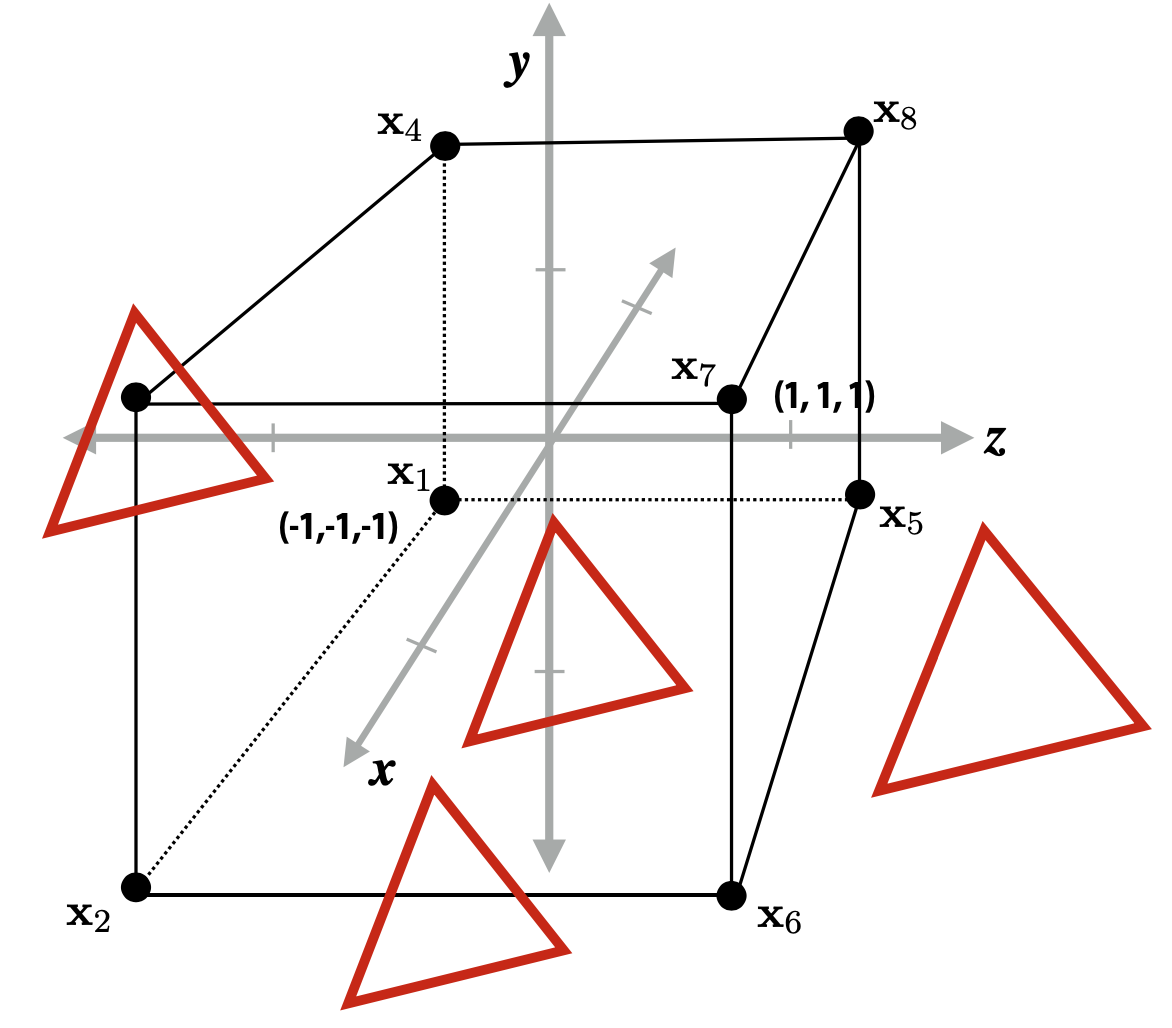 y
x₄
x₈
x₇
(1, 1, 1)
z
x₁
(-1,-1,-1)
x₅
x
x₂
x₆